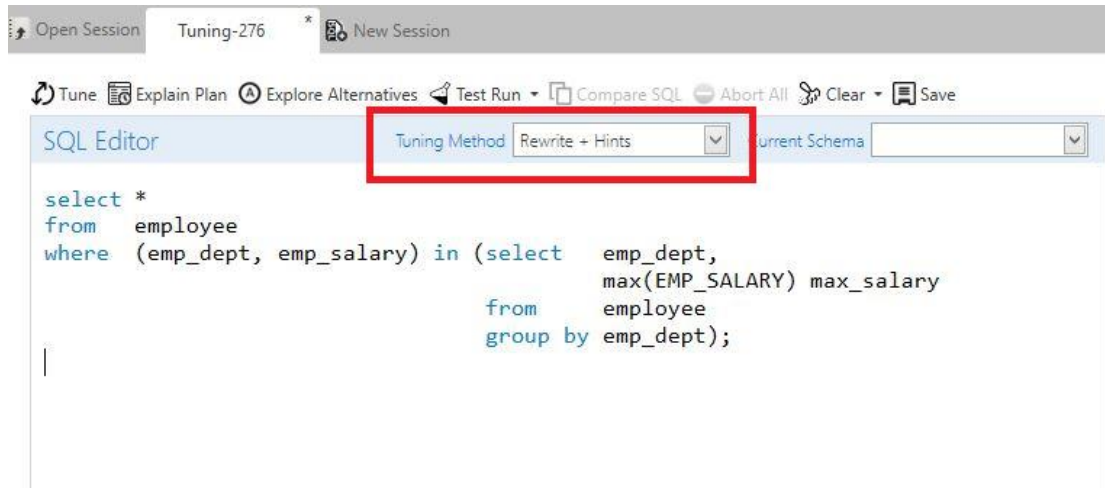 Open Session Tuning-276 * New Session
Tune Explain Plan Explore Alternatives Test Run Compare SQL Abort All Clear Save
SQL Editor Tuning Method Rewrite + Hints Current Schema
select *
from employee
where (emp_dept, emp_salary) in (select emp_dept,
max(EMP_SALARY) max_salary
from employee
group by emp_dept);